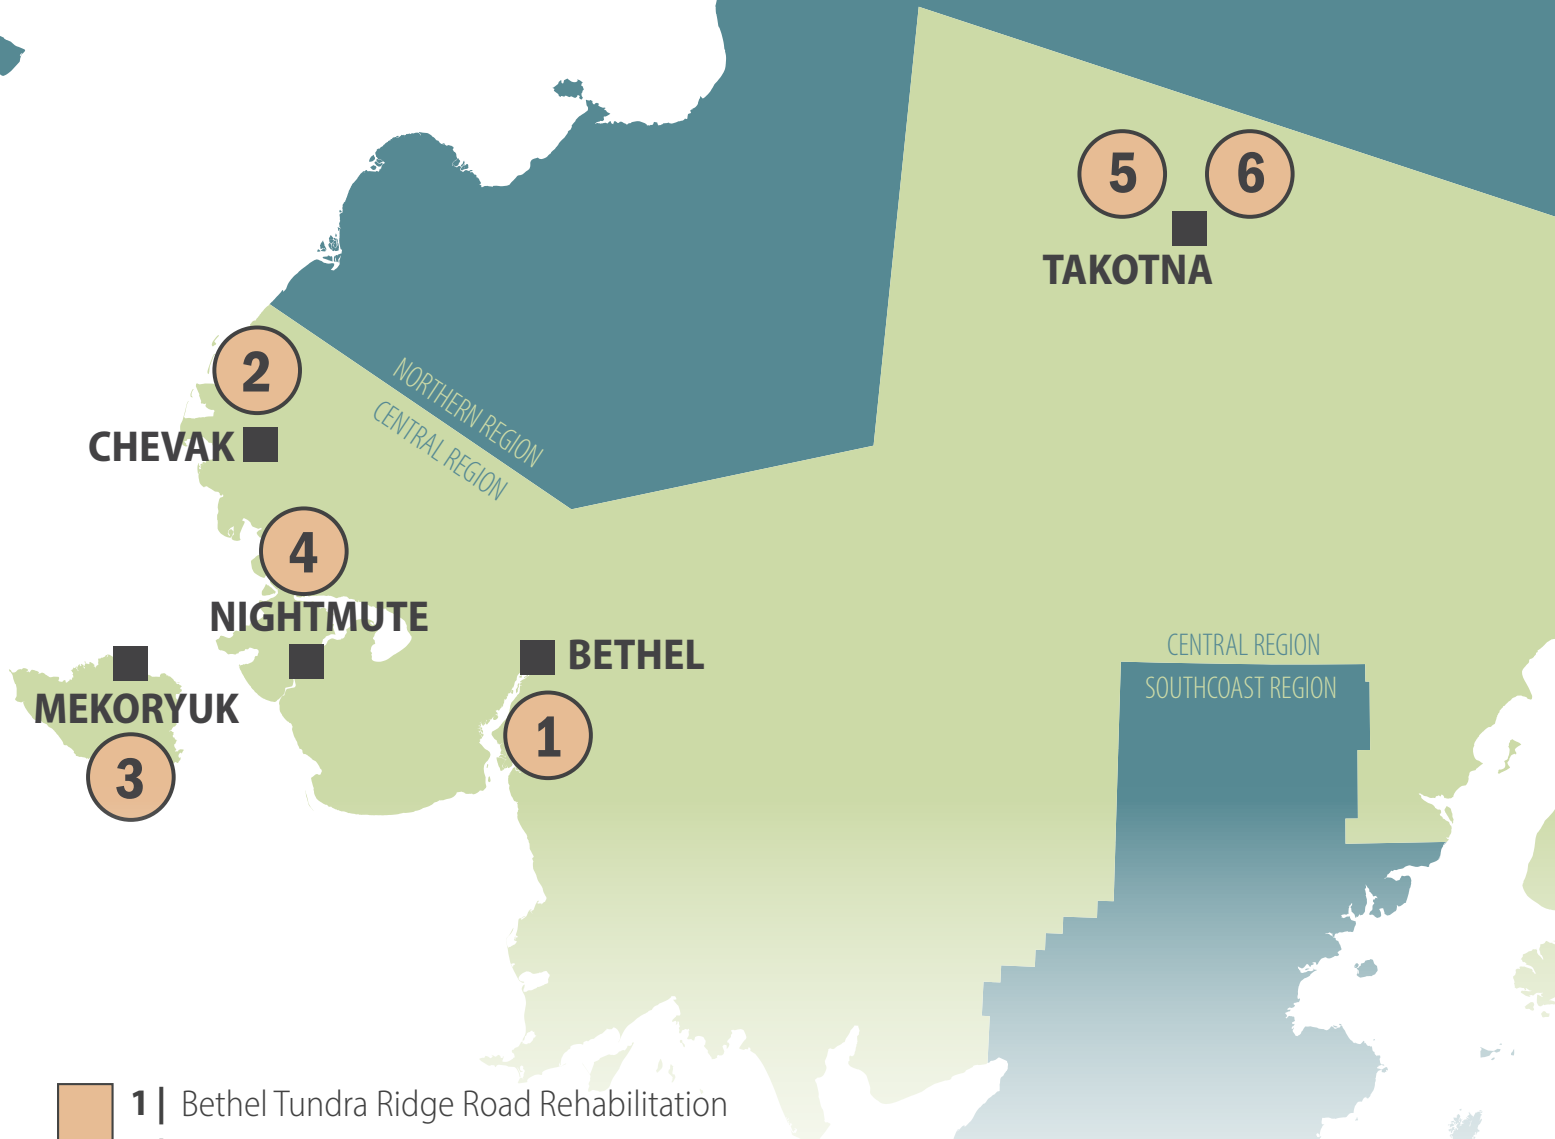 5
6
TAKOTNA
2
NORTHERN REGION
CENTRAL REGION
CHEVAK
4
NIGHTMUTE
BETHEL
CENTRAL REGION
SOUTHCOAST REGION
MEKORYUK
1
3
1 | Bethel Tundra Ridge Road Rehabilitation